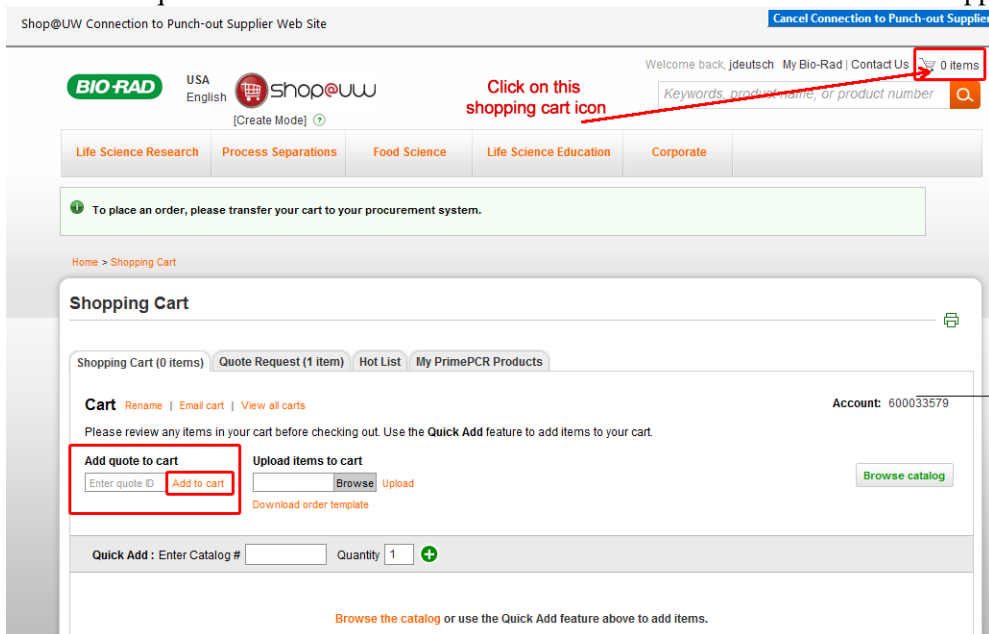 Shop@UW Connection to Punch-out Supplier Web Site
Cancel Connection to Punch-out Supplier
Welcome back, jdeutsch My Bio-Rad | Contact Us 0 items
BIO-RAD
USA
English
shop@UW
[Create Mode] ?
Click on this
shopping cart icon
Keywords, product name, or product number
Life Science Research Process Separations Food Science Life Science Education Corporate
To place an order, please transfer your cart to your procurement system.
Home > Shopping Cart
Shopping Cart
Shopping Cart (0 items) Quote Request (1 item) Hot List My PrimePCR Products
Cart Rename | Email cart | View all carts
Account: 600033579
Please review any items in your cart before checking out. Use the Quick Add feature to add items to your cart.
Add quote to cart Upload items to cart
Enter quote ID Add to cart Browse Upload
Browse catalog
Download order template
Quick Add : Enter Catalog # Quantity 1
Browse the catalog or use the Quick Add feature above to add items.